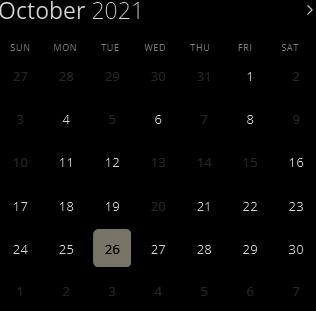 October 2021 >
SUN MON TUE WED THU FRI SAT
27 28 29 30 31 1 2
3 4 5 6 7 8 9
10 11 12 13 14 15 16
17 18 19 20 21 22 23
24 25 26 27 28 29 30
1 2 3 4 5 6 7